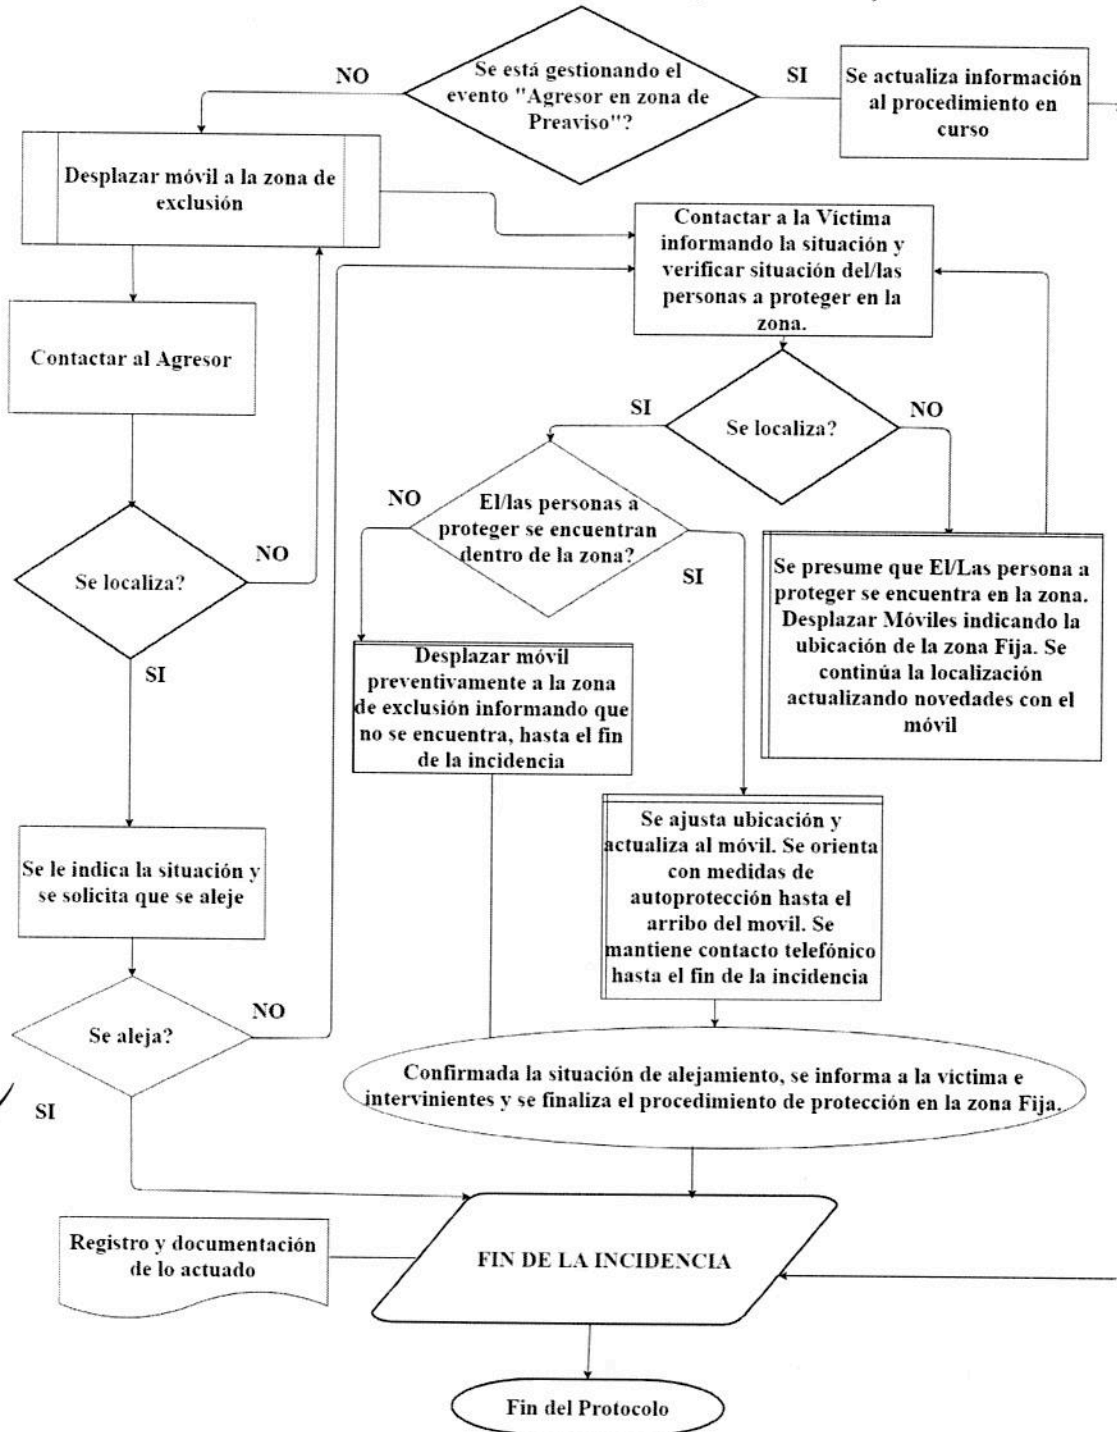 Se está gestionando el
evento "Agresor en zona de
Preaviso"?
NO
SI
Se actualiza información
al procedimiento en
curso
Desplazar móvil a la zona de
exclusión
Contactar a la Víctima
informando la situación y
verificar situación del/las
personas a proteger en la
zona.
Contactar al Agresor
Se localiza?
SI
NO
Se localiza?
NO
SI
El/las personas a
proteger se encuentran
dentro de la zona?
NO
SI
Se presume que El/Las persona a
proteger se encuentra en la zona.
Desplazar Móviles indicando la
ubicación de la zona Fija. Se
continúa la localización
actualizando novedades con el
móvil
Desplazar móvil
preventivamente a la zona
de exclusión informando que
no se encuentra, hasta el fin
de la incidencia
Se le indica la situación y
se solicita que se aleje
Se ajusta ubicación y
actualiza al móvil. Se orienta
con medidas de
autoprotección hasta el
arribo del movil. Se
mantiene contacto telefónico
hasta el fin de la incidencia
Se aleja?
NO
SI
Confirmada la situación de alejamiento, se informa a la víctima e
intervinientes y se finaliza el procedimiento de protección en la zona Fija.
Registro y documentación
de lo actuado
FIN DE LA INCIDENCIA
Fin del Protocolo